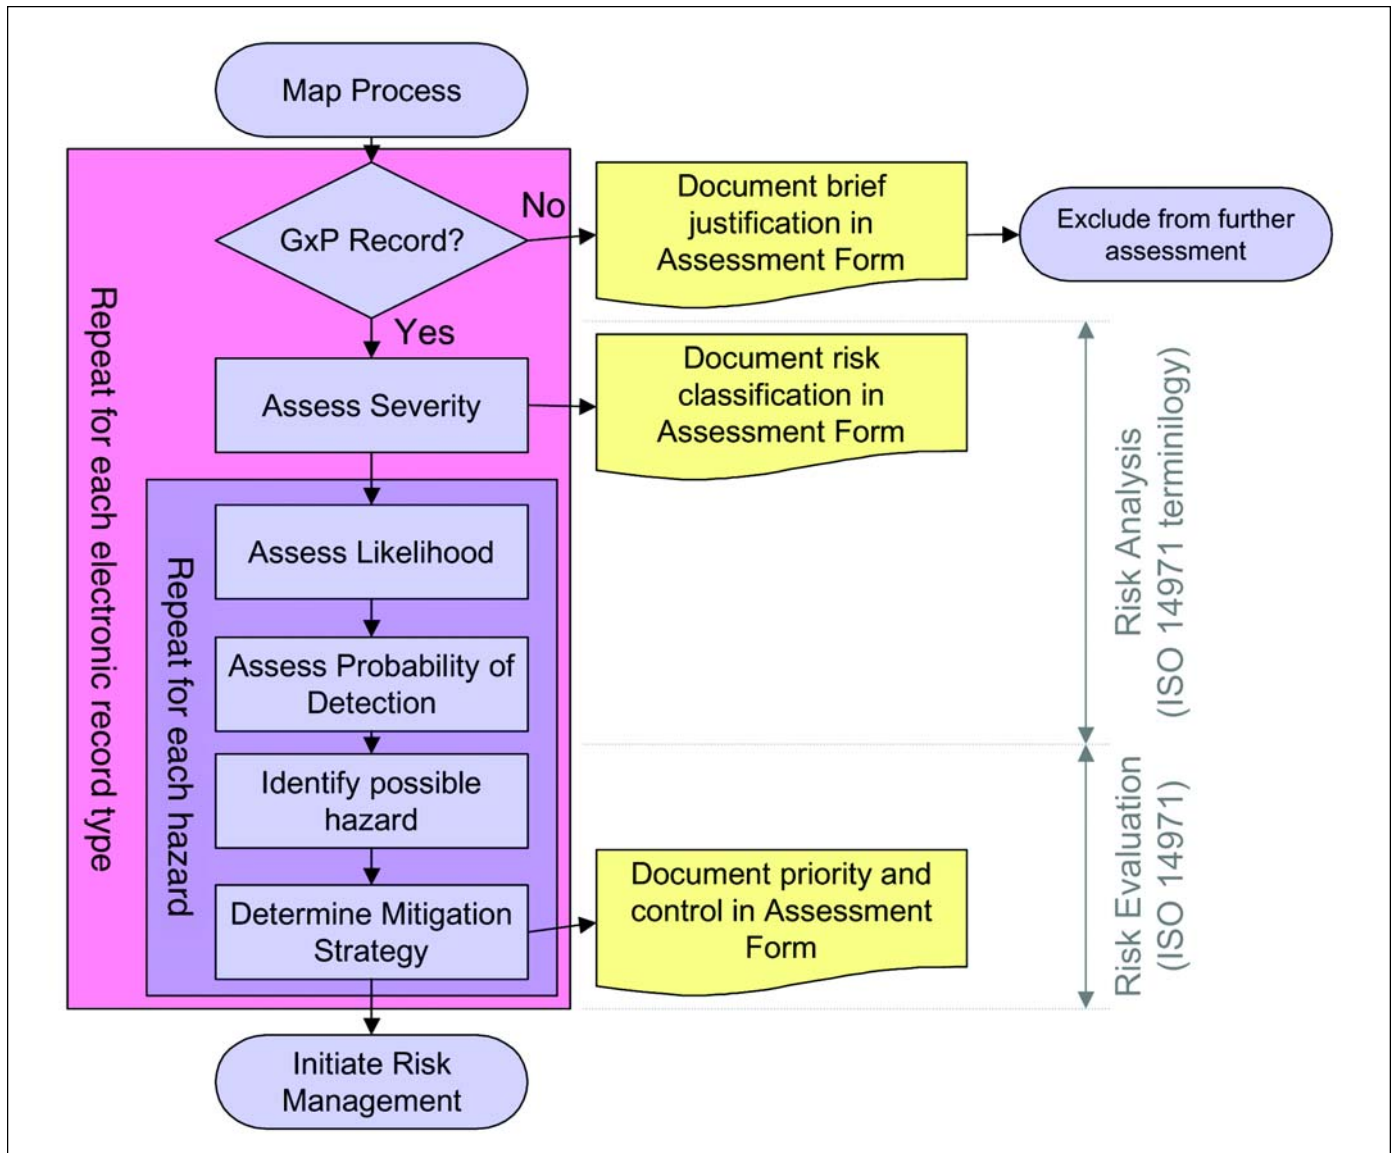 Map Process
GxP Record?
No
Document brief
justification in
Assessment Form
Exclude from further
assessment
Yes
Assess Severity
Document risk
classification in
Assessment Form
Assess Likelihood
Assess Probability of
Detection
Identify possible
hazard
Determine Mitigation
Strategy
Document priority and
control in Assessment
Form
Initiate Risk
Management
Repeat for each electronic record type
Repeat for each hazard
Risk Analysis
(ISO 14971 terminilogy)
Risk Evaluation
(ISO 14971)